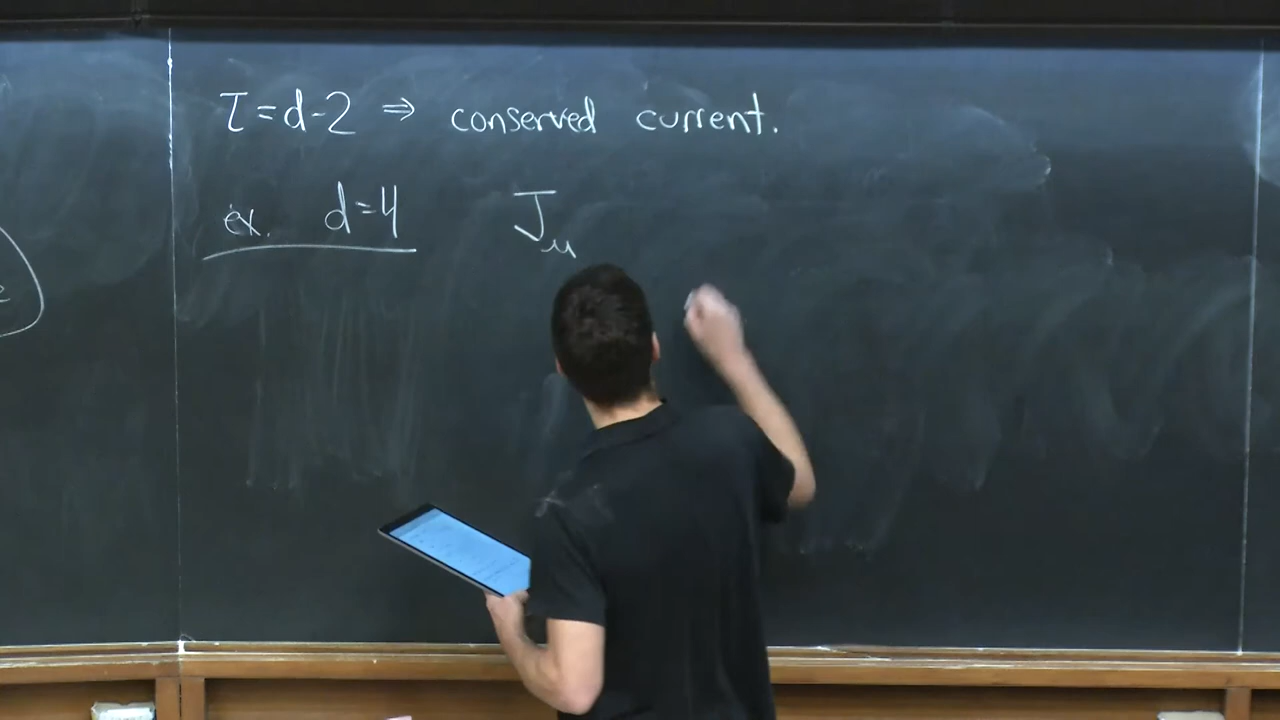 τ = d-2 ⇒ conserved current.
ex. d=4 J_μ